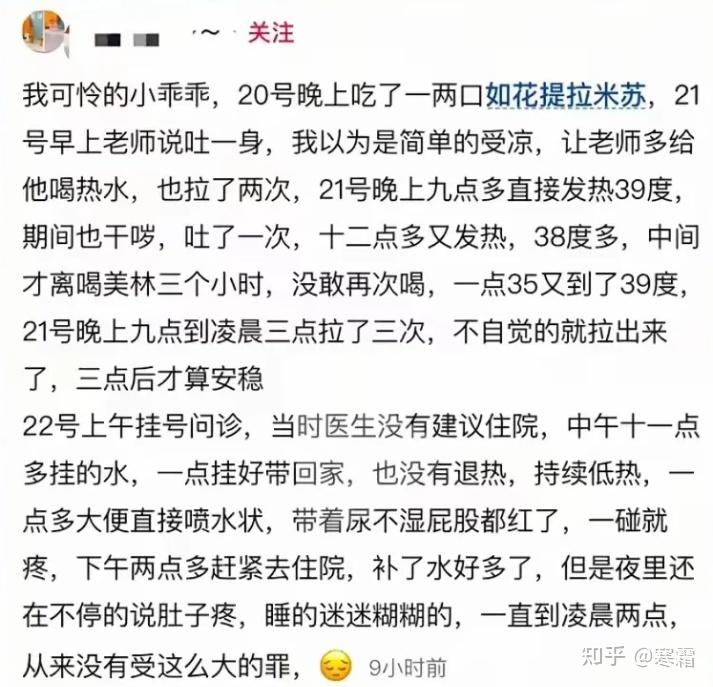 关注
我可怜的小乖乖，20号晚上吃了一两口如花提拉米苏，21
号早上老师说吐一身，我以为是简单的受凉，让老师多给
他喝热水，也拉了两次，21号晚上九点多直接发热39度，
期间也干哕，吐了一次，十二点多又发热，38度多，中间
才离喝美林三个小时，没敢再次喝，一点35又到了39度，
21号晚上九点到凌晨三点拉了三次，不自觉的就拉出来
了，三点后才算安稳
22号上午挂号问诊，当时医生没有建议住院，中午十一点
多挂的水，一点挂好带回家，也没有退热，持续低热，一
点多大便直接喷水状，带着尿不湿屁股都红了，一碰就
疼，下午两点多赶紧去住院，补了水好多了，但是夜里还
在不停的说肚子疼，睡的迷迷糊糊的，一直到凌晨两点，
从来没有受这么大的罪，😔 9小时前
知乎 @寒霜